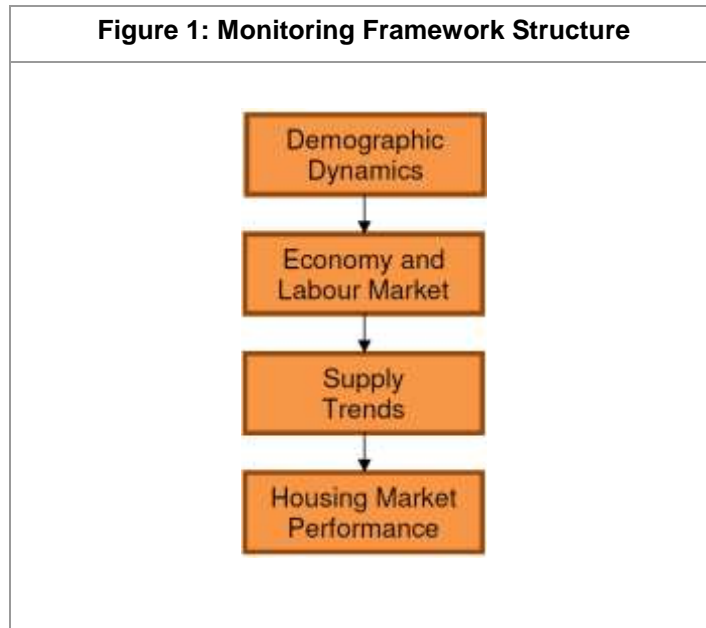 Figure 1: Monitoring Framework Structure
Demographic
Dynamics
Economy and
Labour Market
Supply
Trends
Housing Market
Performance